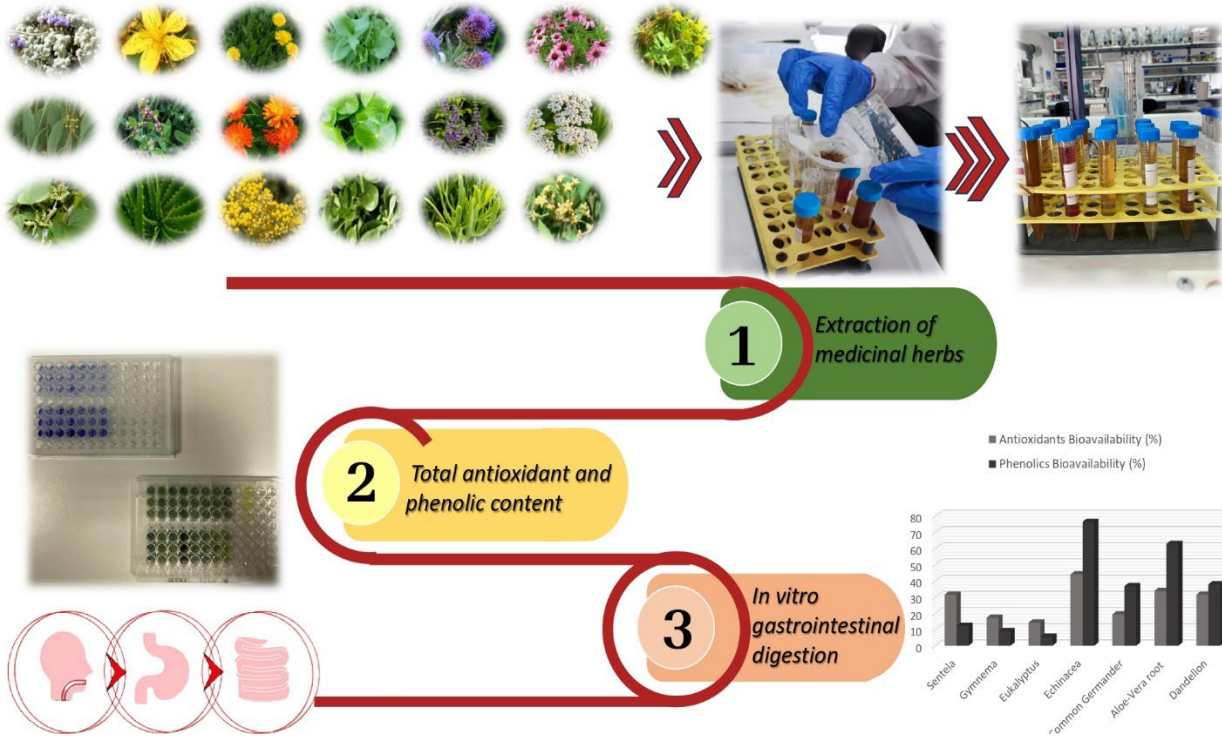 1
Extraction of
medicinal herbs
2
Total antioxidant and
phenolic content
3
In vitro
gastrointestinal
digestion
Antioxidants Bioavailability (%)
Phenolics Bioavailability (%)
80
70
60
50
40
30
20
10
0
Sentela
Gymnema
Eukalyptus
Echinacea
Common Germander
Aloe-Vera root
Dandelion